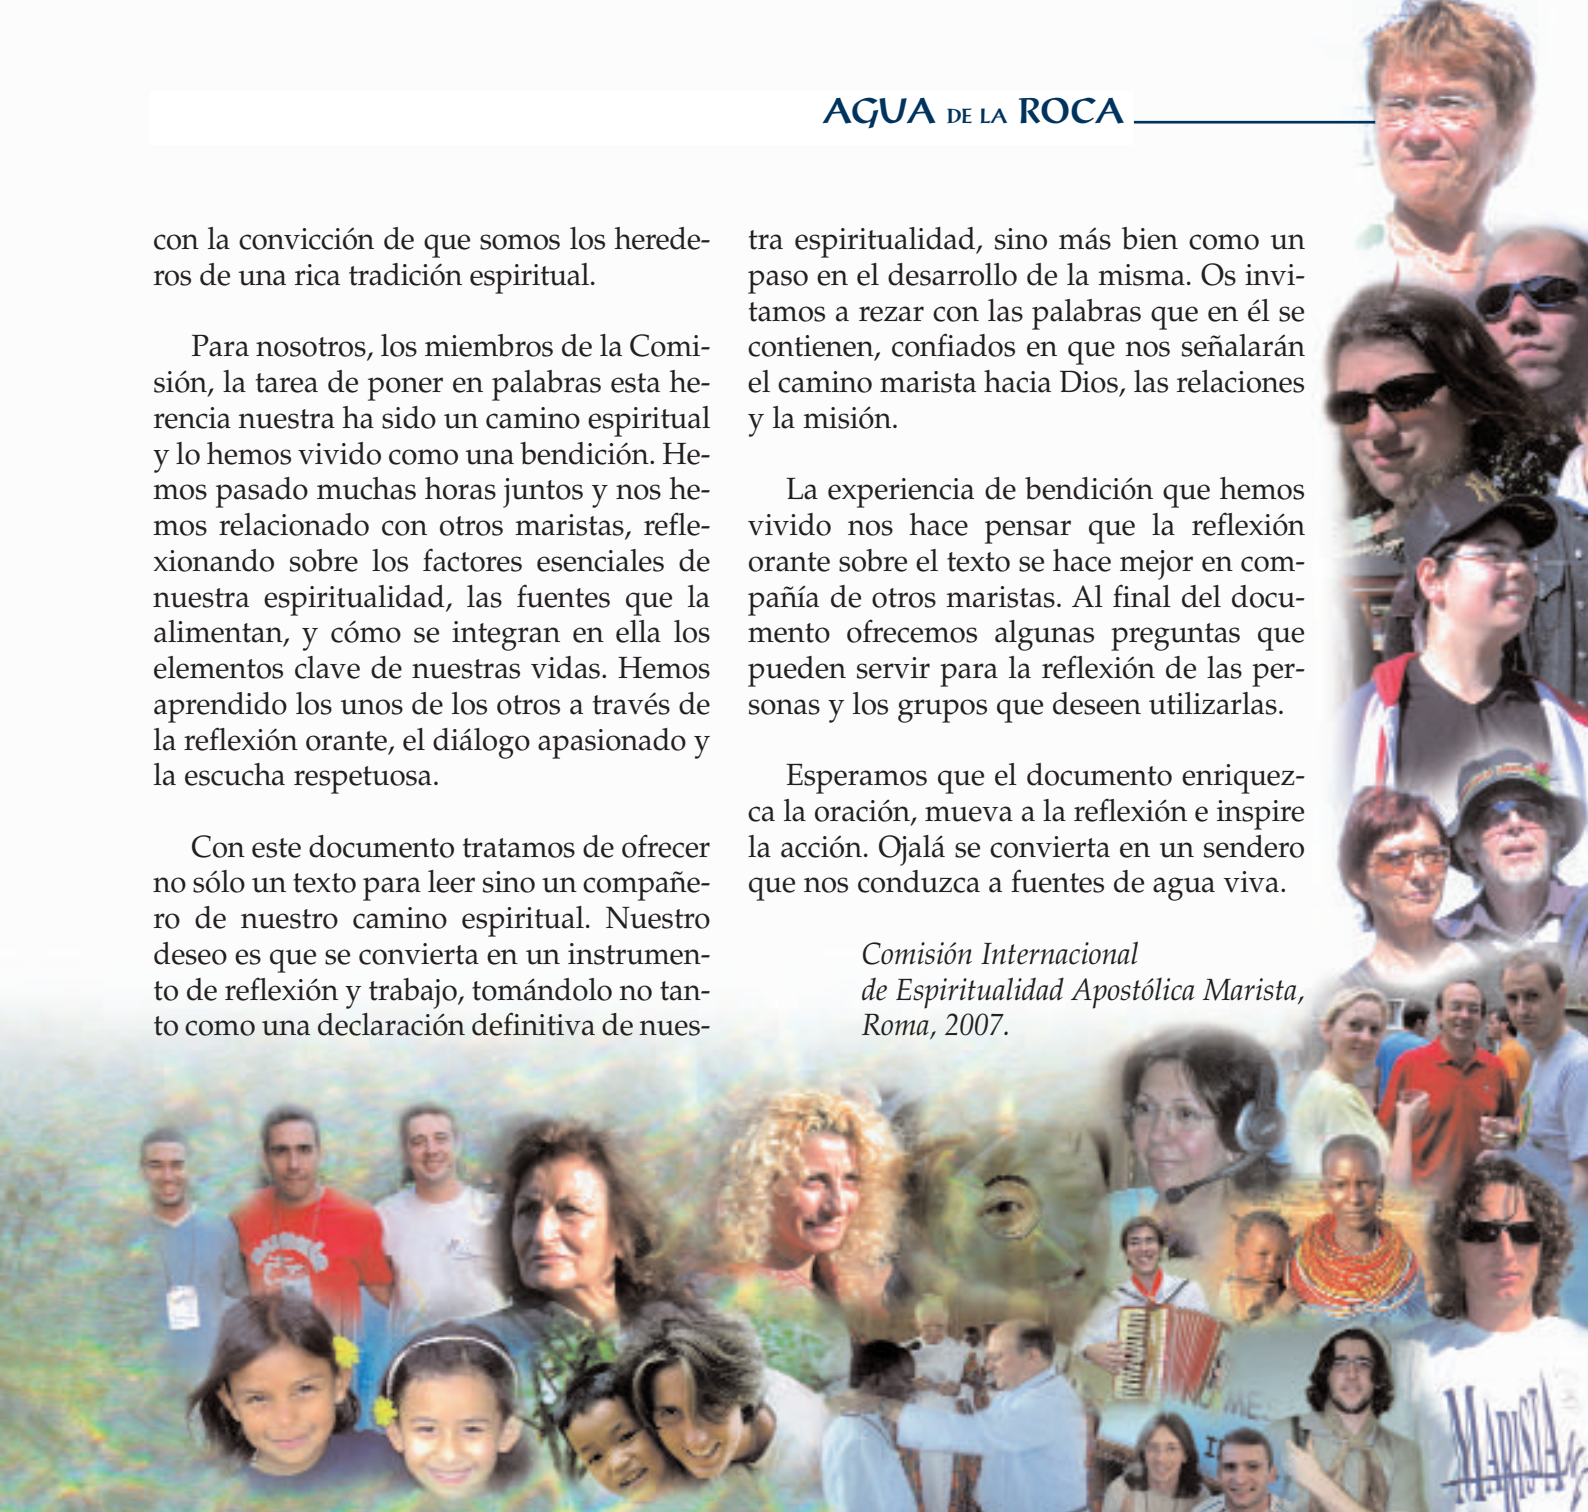 AGUA DE LA ROCA
con la convicción de que somos los herede-
ros de una rica tradición espiritual.
Para nosotros, los miembros de la Comi-
sión, la tarea de poner en palabras esta he-
rencia nuestra ha sido un camino espiritual
y lo hemos vivido como una bendición. He-
mos pasado muchas horas juntos y nos he-
mos relacionado con otros maristas, refle-
xionando sobre los factores esenciales de
nuestra espiritualidad, las fuentes que la
alimentan, y cómo se integran en ella los
elementos clave de nuestras vidas. Hemos
aprendido los unos de los otros a través de
la reflexión orante, el diálogo apasionado y
la escucha respetuosa.
Con este documento tratamos de ofrecer
no sólo un texto para leer sino un compañe-
ro de nuestro camino espiritual. Nuestro
deseo es que se convierta en un instrumen-
to de reflexión y trabajo, tomándolo no tan-
to como una declaración definitiva de nues-
tra espiritualidad, sino más bien como un
paso en el desarrollo de la misma. Os invi-
tamos a rezar con las palabras que en él se
contienen, confiados en que nos señalarán
el camino marista hacia Dios, las relaciones
y la misión.
La experiencia de bendición que hemos
vivido nos hace pensar que la reflexión
orante sobre el texto se hace mejor en com-
pañía de otros maristas. Al final del docu-
mento ofrecemos algunas preguntas que
pueden servir para la reflexión de las per-
sonas y los grupos que deseen utilizarlas.
Esperamos que el documento enriquez-
ca la oración, mueva a la reflexión e inspire
la acción. Ojalá se convierta en un sendero
que nos conduzca a fuentes de agua viva.
Comisión Internacional
de Espiritualidad Apostólica Marista,
Roma, 2007.
MARISTA